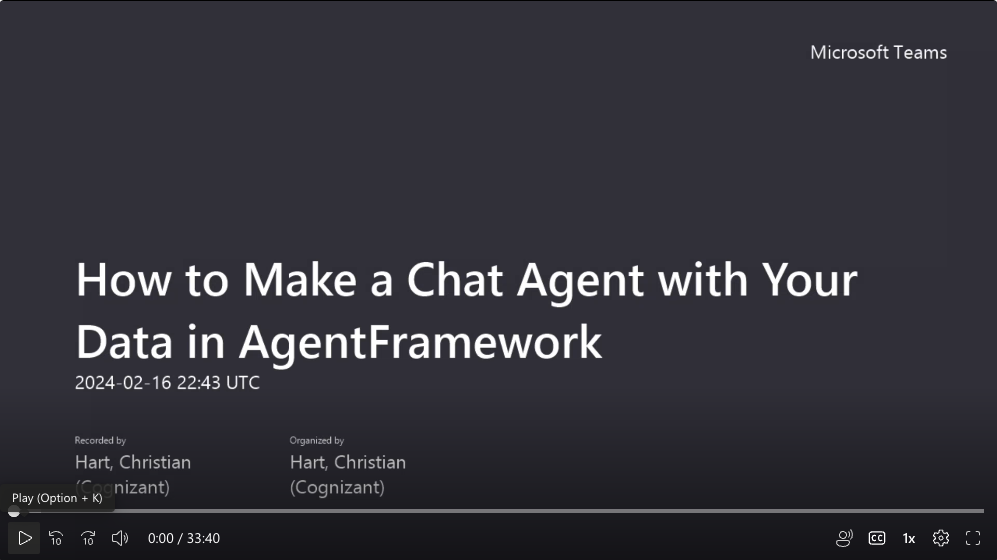 Microsoft Teams
How to Make a Chat Agent with Your
Data in AgentFramework
2024-02-16 22:43 UTC
Recorded by
Organized by
Hart, Christian
Hart, Christian
(Cognizant)
(Cognizant)
Play (Option + K)
10
10
0:00 / 33:40
CC
1x